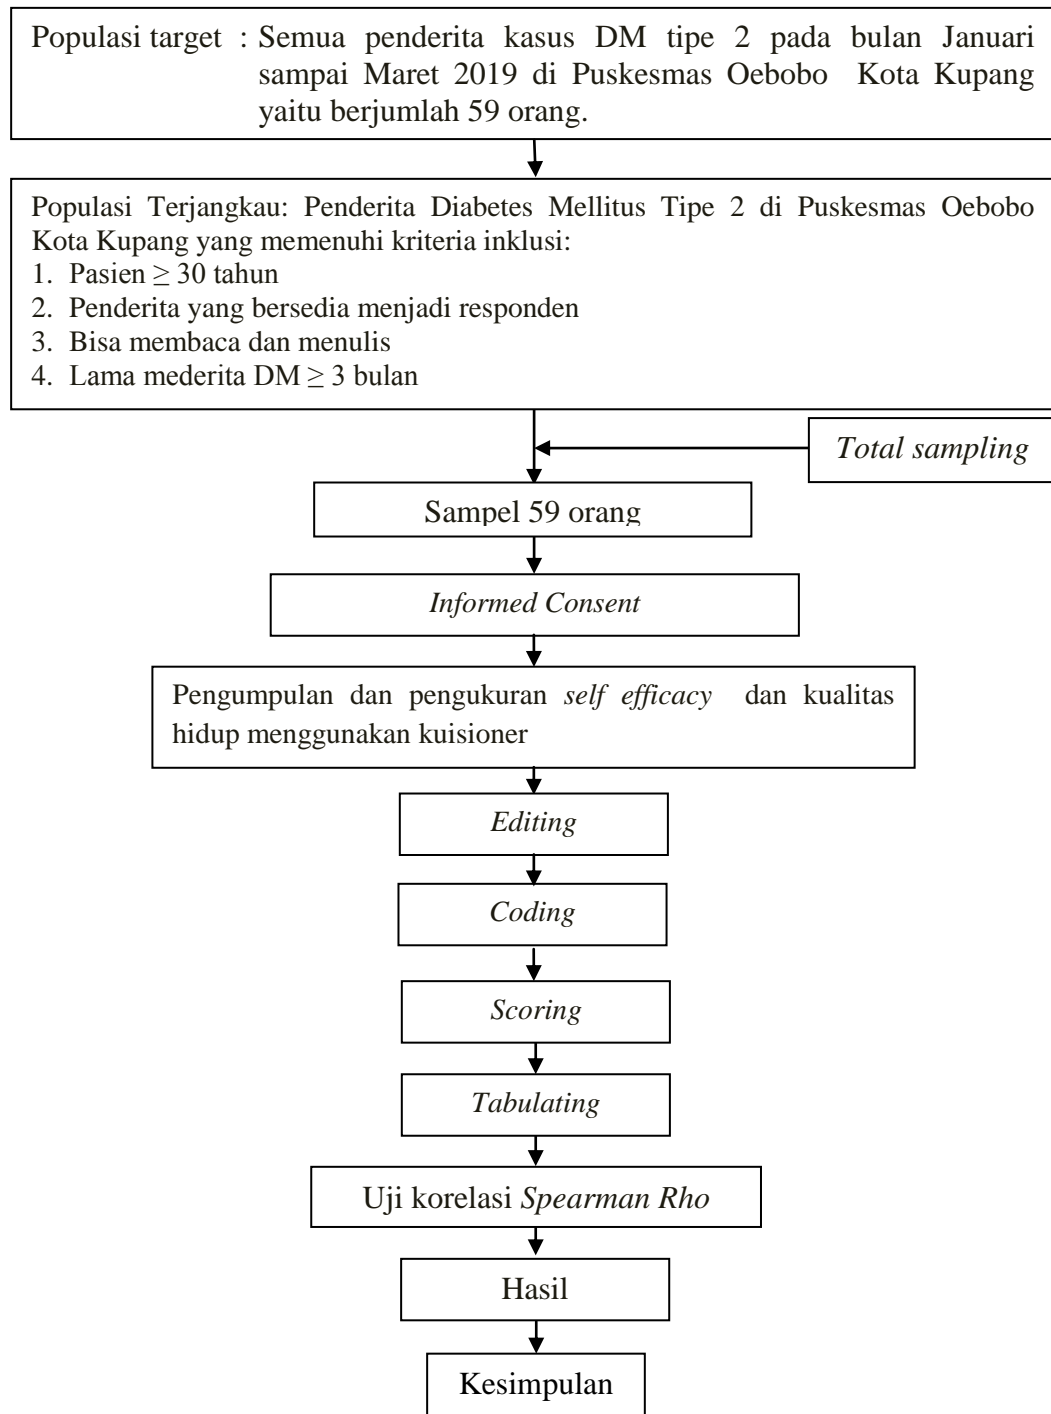 Populasi target : Semua penderita kasus DM tipe 2 pada bulan Januari
sampai Maret 2019 di Puskesmas Oebobo Kota Kupang
yaitu berjumlah 59 orang.
Populasi Terjangkau: Penderita Diabetes Mellitus Tipe 2 di Puskesmas Oebobo
Kota Kupang yang memenuhi kriteria inklusi:
1. Pasien ≥ 30 tahun
2. Penderita yang bersedia menjadi responden
3. Bisa membaca dan menulis
4. Lama mederita DM ≥ 3 bulan
Total sampling
Sampel 59 orang
Informed Consent
Pengumpulan dan pengukuran self efficacy dan kualitas
hidup menggunakan kuisioner
Editing
Coding
Scoring
Tabulating
Uji korelasi Spearman Rho
Hasil
Kesimpulan